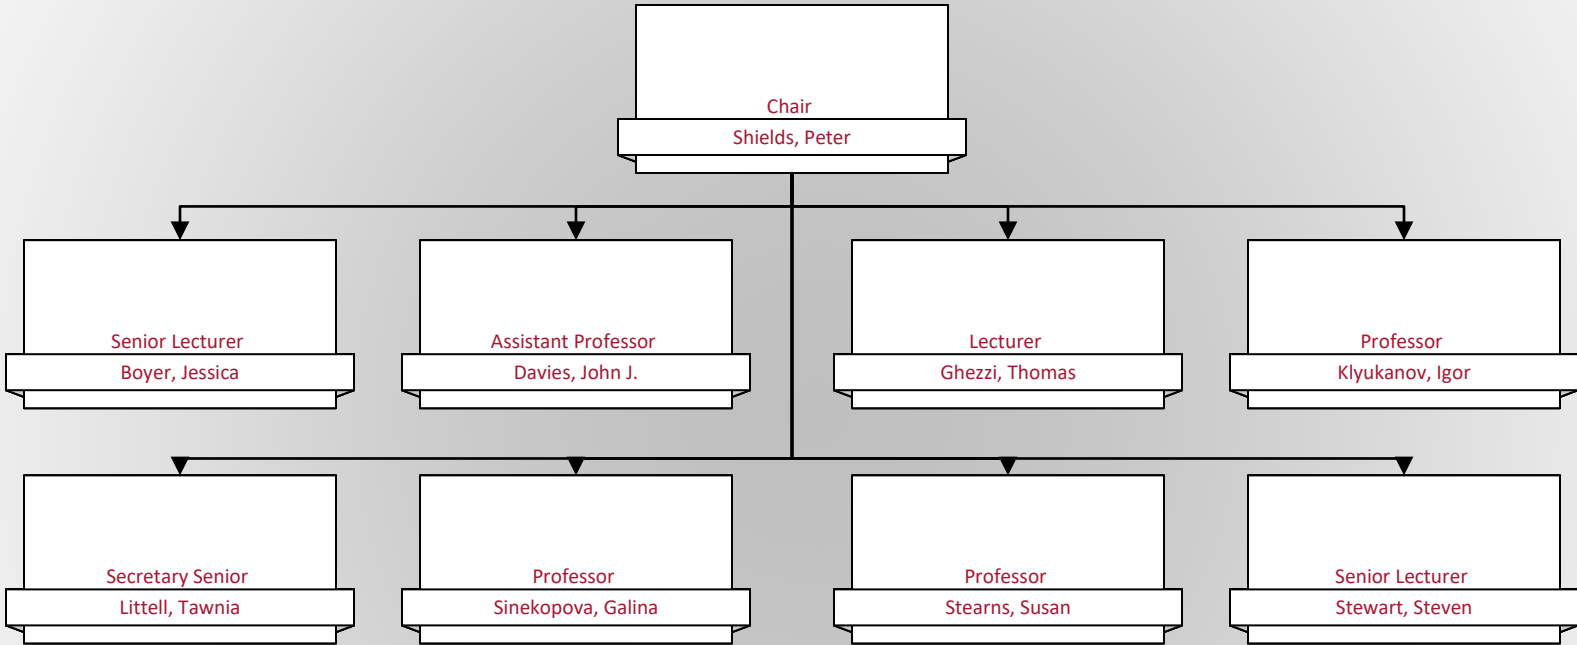 Chair
Shields, Peter
Senior Lecturer
Boyer, Jessica
Assistant Professor
Davies, John J.
Lecturer
Ghezzi, Thomas
Professor
Klyukanov, Igor
Secretary Senior
Littell, Tawnia
Professor
Sinekopova, Galina
Professor
Stearns, Susan
Senior Lecturer
Stewart, Steven